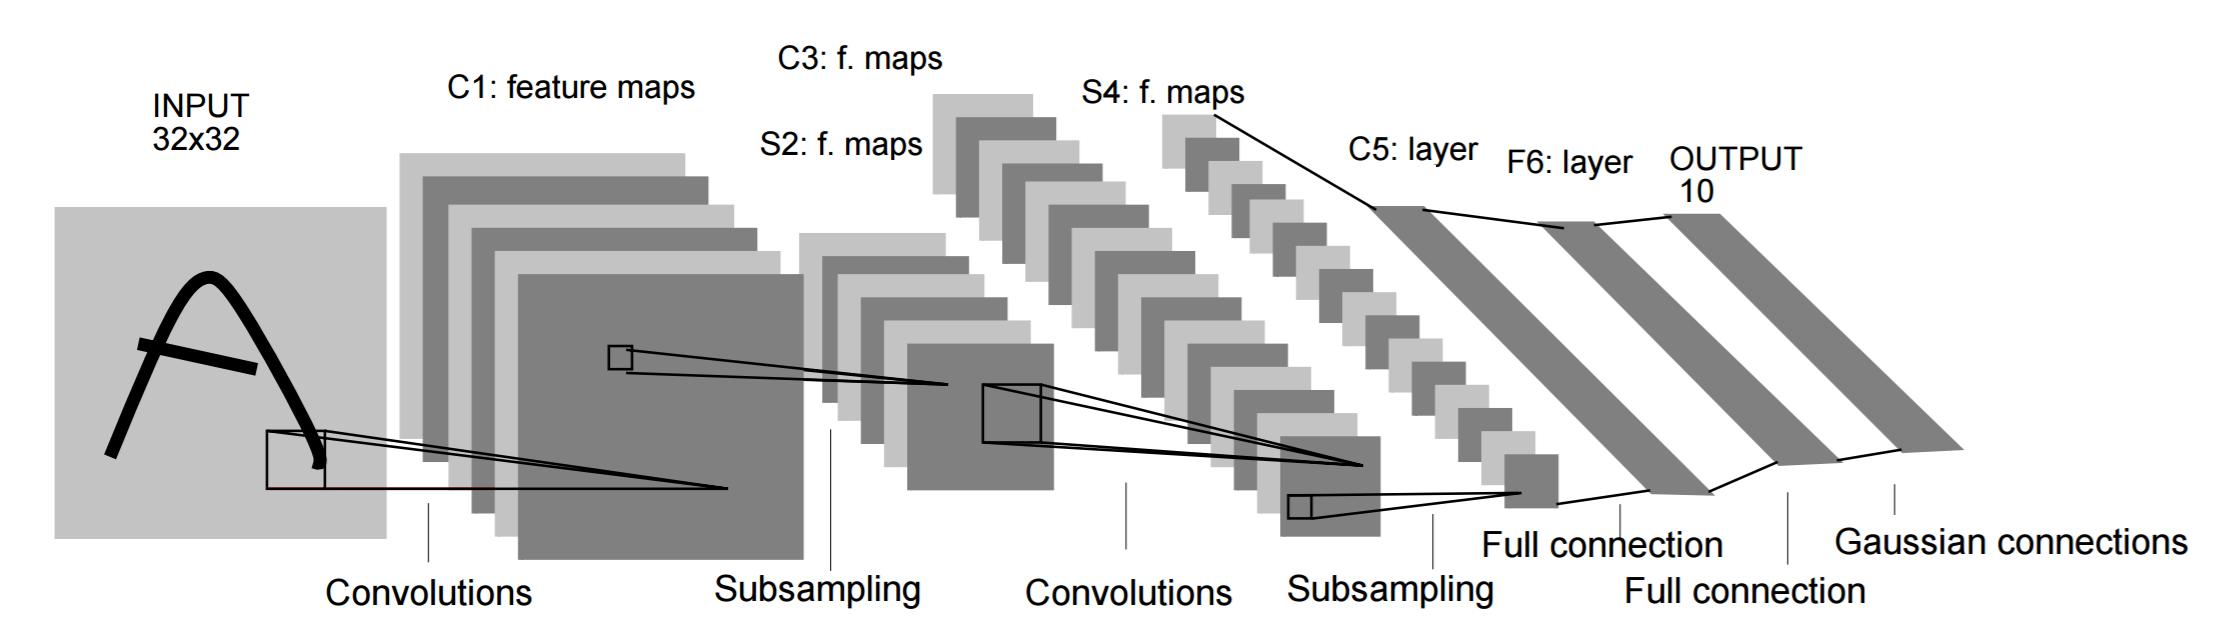 INPUT
32x32
C1: feature maps
C3: f. maps
S2: f. maps
S4: f. maps
C5: layer
F6: layer
OUTPUT
10
Convolutions
Subsampling
Convolutions
Subsampling
Full connection
Full connection
Gaussian connections